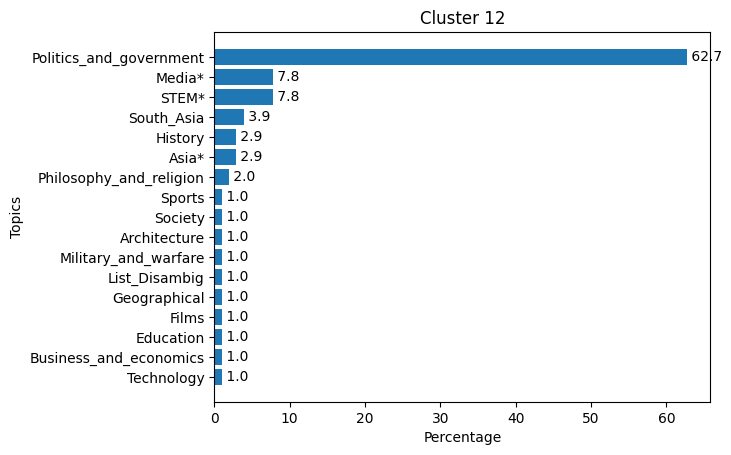 Cluster 12
Politics_and_government 62.7
Media* 7.8
STEM* 7.8
South_Asia 3.9
History 2.9
Asia* 2.9
Philosophy_and_religion 2.0
Sports 1.0
Society 1.0
Architecture 1.0
Military_and_warfare 1.0
List_Disambig 1.0
Geographical 1.0
Films 1.0
Education 1.0
Business_and_economics 1.0
Technology 1.0
Topics
0 10 20 30 40 50 60
Percentage